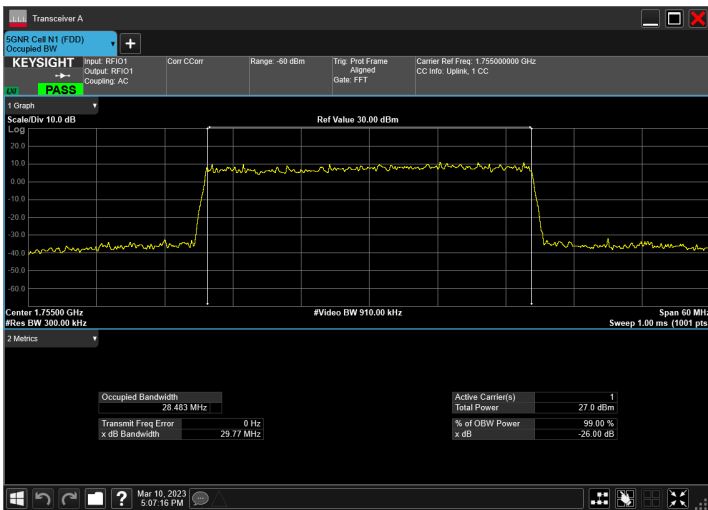 Transceiver A
5GNR Cell N1 (FDD)
Occupied BW
KEYSIGHT
Input: RFIO1
Output: RFIO1
Coupling: AC
Corr CCorr
Range: -60 dBm
Trig: Prot Frame
Aligned
Gate: FFT
Carrier Ref Freq: 1.755000000 GHz
CC Info: Uplink, 1 CC
LXI
PASS
1 Graph
Scale/Div 10.0 dB
Ref Value 30.00 dBm
Log
20.0
10.0
0.00
-10.0
-20.0
-30.0
-40.0
-50.0
-60.0
Center 1.75500 GHz
#Video BW 910.00 kHz
Span 60 MHz
#Res BW 300.00 kHz
Sweep 1.00 ms (1001 pts
2 Metrics
Occupied Bandwidth
28.483 MHz
Transmit Freq Error 0 Hz
x dB Bandwidth 29.77 MHz
Active Carrier(s) 1
Total Power 27.0 dBm
% of OBW Power 99.00 %
x dB -26.00 dB
Mar 10, 2023
5:07:16 PM